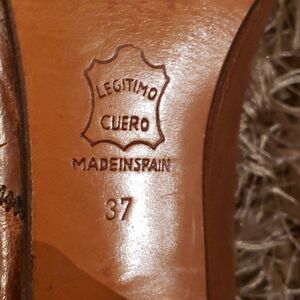 LEGITIMO
CUERO
MADEINSPAIN
37